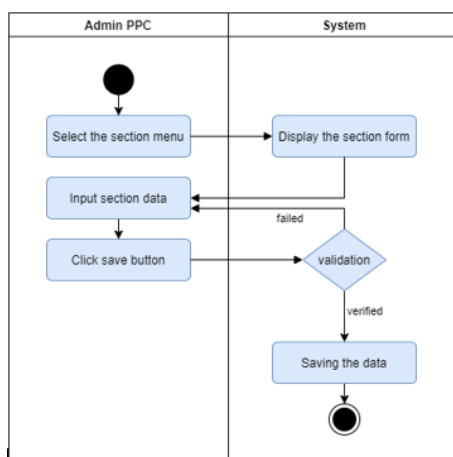 Admin PPC
System
Select the section menu
Display the section form
Input section data
failed
Click save button
validation
verified
Saving the data